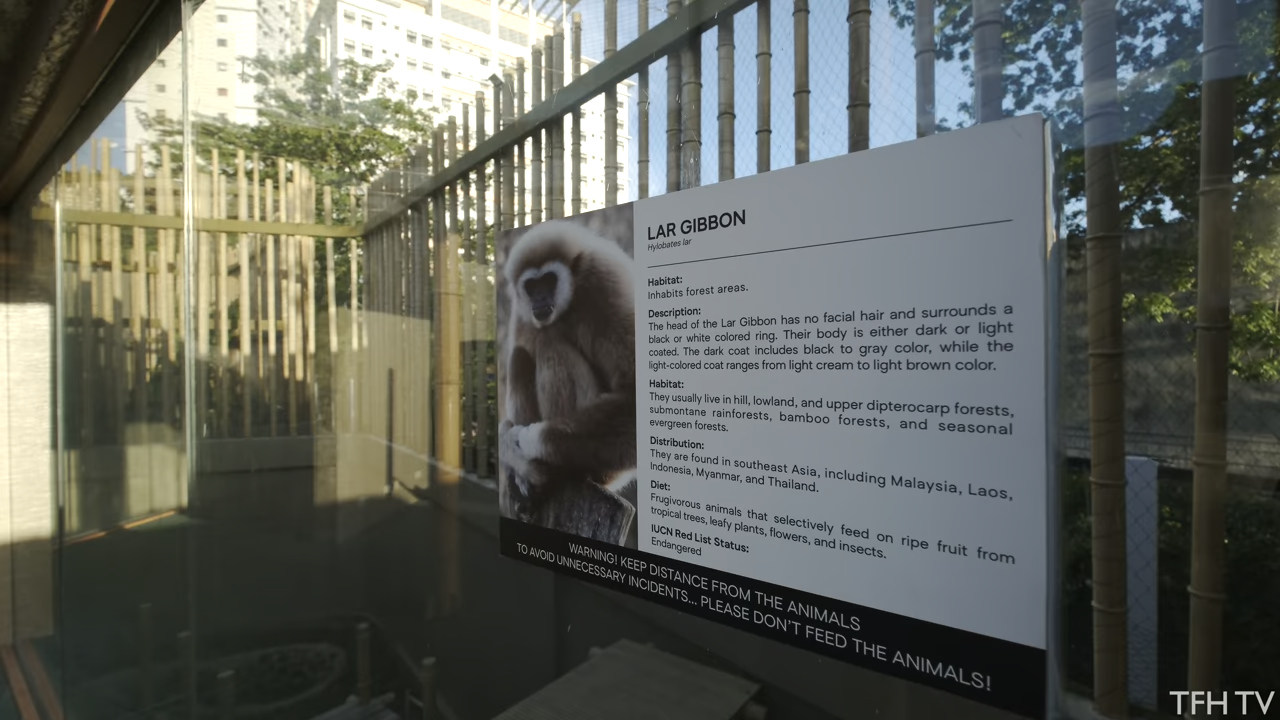 LAR GIBBON
Hylobates lar
Habitat:
Inhabits forest areas.
Description:
The head of the Lar Gibbon has no facial hair and surrounds a
black or white colored ring. Their body is either dark or light
coated. The dark coat includes black to gray color, while the
light-colored coat ranges from light cream to light brown color.
Habitat:
They usually live in hill, lowland, and upper dipterocarp forests,
submontane rainforests, bamboo forests, and seasonal
evergreen forests.
Distribution:
They are found in southeast Asia, including Malaysia, Laos,
Indonesia, Myanmar, and Thailand.
Diet:
Frugivorous animals that selectively feed on ripe fruit from
tropical trees, leafy plants, flowers, and insects.
IUCN Red List Status:
Endangered
WARNING! KEEP DISTANCE FROM THE ANIMALS
TO AVOID UNNECESSARY INCIDENTS... PLEASE DON'T FEED THE ANIMALS!
TFH TV